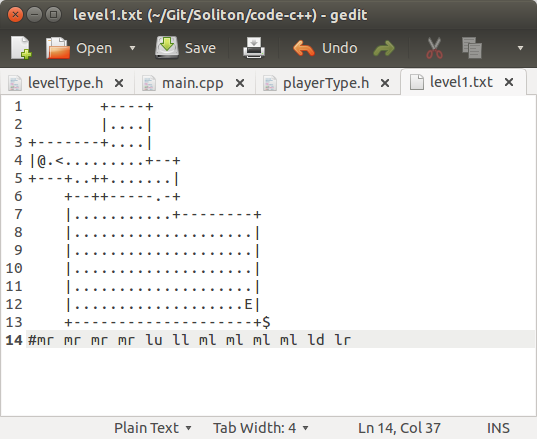 level1.txt (~/Git/Soliton/code-c++) - gedit
Open Save Undo
levelType.h × main.cpp × playerType.h × level1.txt ×
1         +----+
2         |....|
3 +-------+....|
4 |@.<.........+--+
5 +---+..++.......|
6     +--++-----.-+
7     |...........+--------+
8     |....................|
9     |....................|
10     |....................|
11     |....................|
12     |...................E|
13     +--------------------+$
14 #mr mr mr mr lu ll ml ml ml ml ld lr
Plain Text Tab Width: 4 Ln 14, Col 37 INS